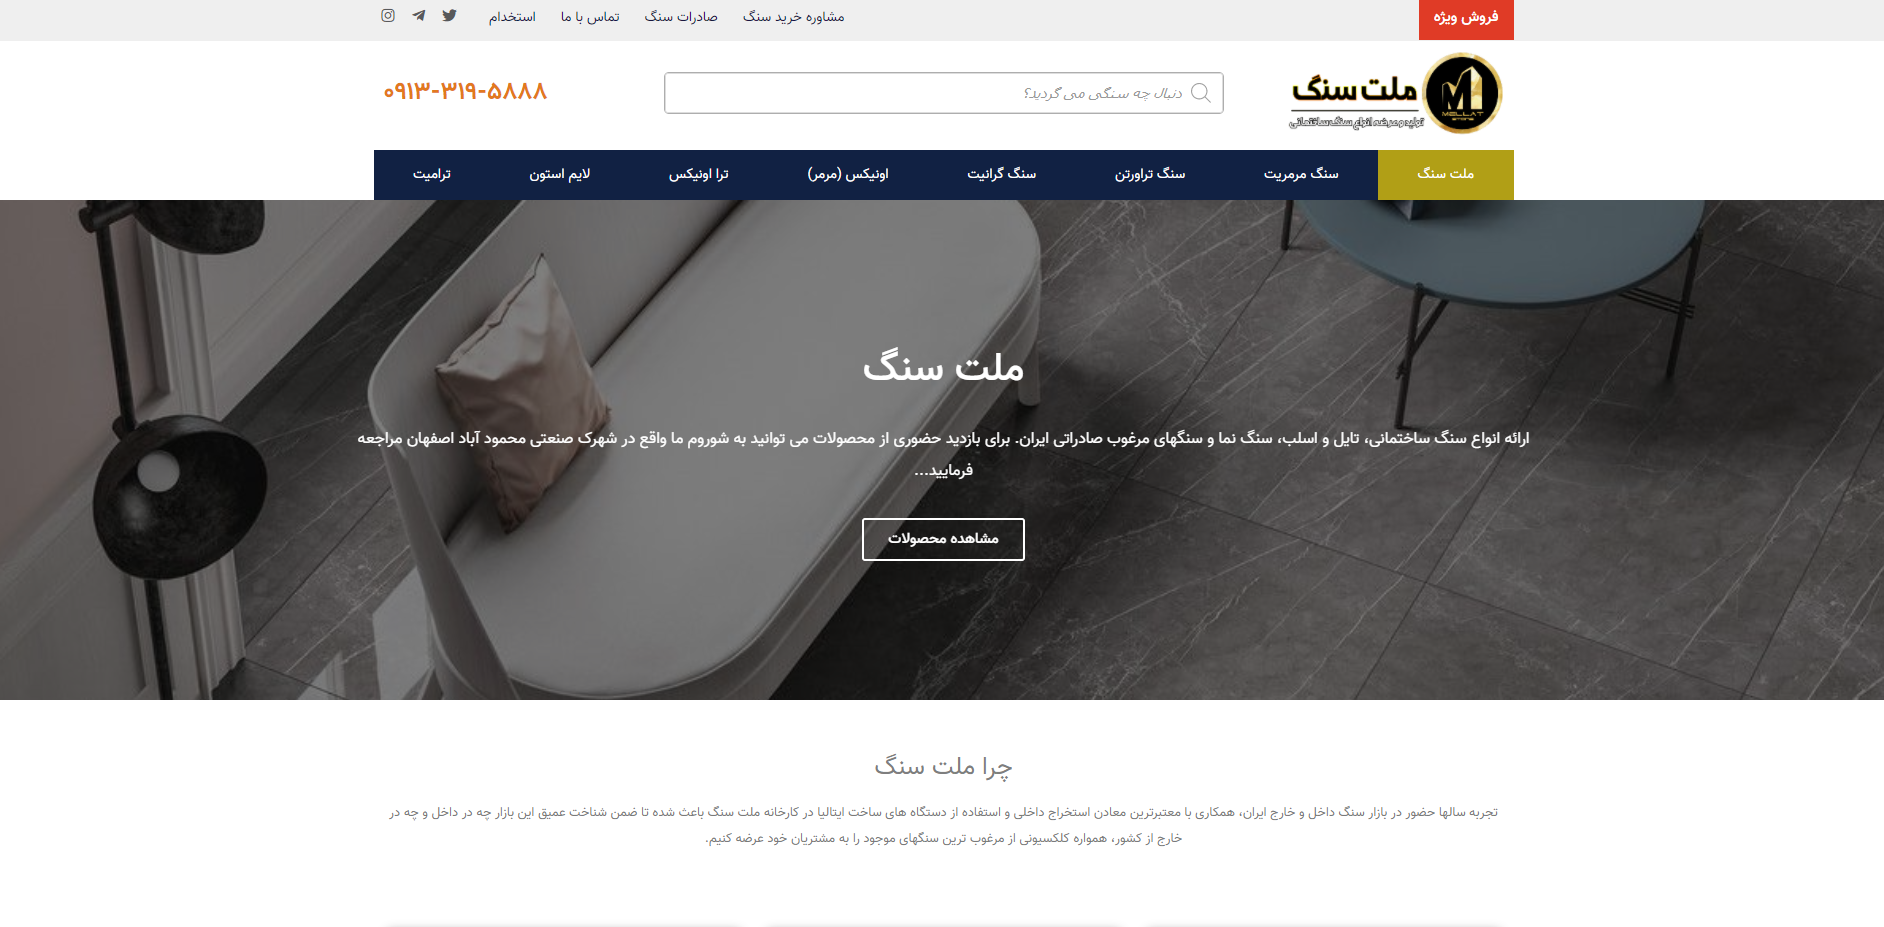 فروش ویژه
مشاوره خرید سنگ
صادرات سنگ
تماس با ما
استخدام
ملت سنگ
MELLAT
STONE
تولید و عرضه انواع سنگ ساختمانی
دنبال چه سنگی می گردید؟
۰۹۱۳-۳۱۹-۵۸۸۸
ملت سنگ
سنگ مرمریت
سنگ تراورتن
سنگ گرانیت
اونیکس (مرمر)
ترا اونیکس
لایم استون
ترامیت
ملت سنگ
ارائه انواع سنگ ساختمانی، تایل و اسلب، سنگ نما و سنگهای مرغوب صادراتی ایران. برای بازدید حضوری از محصولات می توانید به شوروم ما واقع در شهرک صنعتی محمود آباد اصفهان مراجعه
فرمایید...
مشاهده محصولات
چرا ملت سنگ
تجربه سالها حضور در بازار سنگ داخل و خارج ایران، همکاری با معتبرترین معادن استخراج داخلی و استفاده از دستگاه های ساخت ایتالیا در کارخانه ملت سنگ باعث شده تا ضمن شناخت عمیق این بازار چه در داخل و چه در
خارج از کشور، همواره کلکسیونی از مرغوب ترین سنگهای موجود را به مشتریان خود عرضه کنیم.